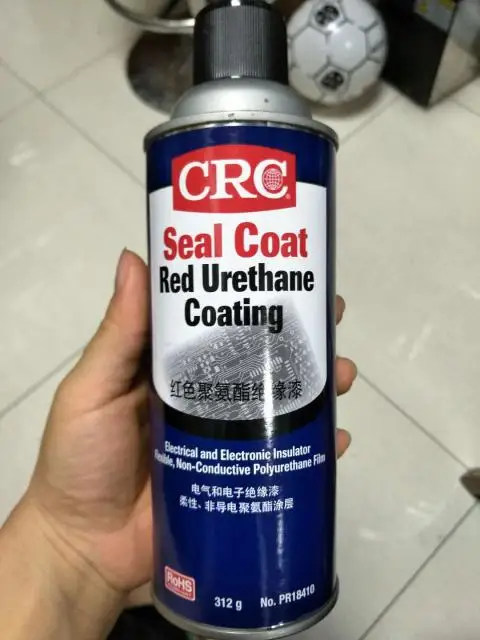 CRC
Seal Coat
Red Urethane
Coating
红色聚氨酯绝缘漆
Electrical and Electronic Insulator
Flexible, Non-Conductive Polyurethane Film
电气和电子绝缘漆
柔性、非导电聚氨酯涂层
RoHS
312 g No. PR18410